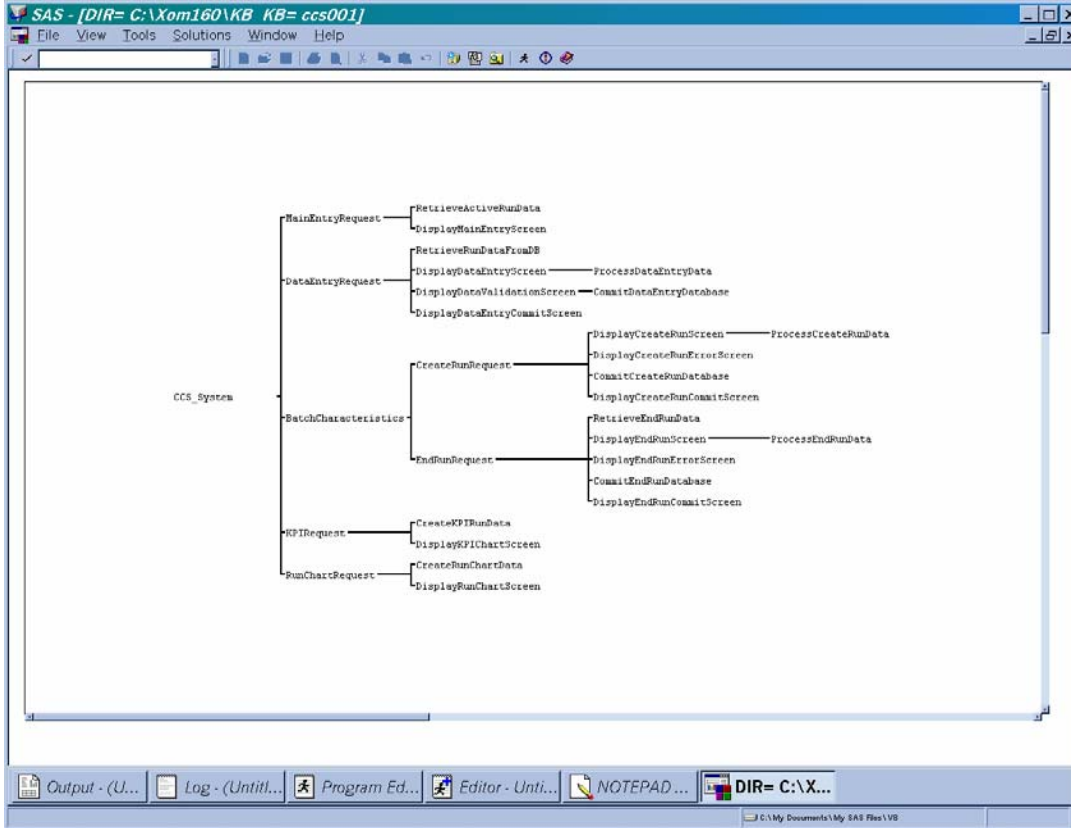 SAS - [DIR= C:\Xom160\KB KB= ccs001]
File View Tools Solutions Window Help
RetrieveActiveRunData
MainEntryRequest
DisplayMainEntryScreen
RetrieveRunDataFromDB
DisplayDataEntryScreen ProcessDataEntryData
DataEntryRequest
DisplayDataValidationScreen CommitDataEntryDatabase
DisplayDataEntryCommitScreen
DisplayCreateRunScreen ProcessCreateRunData
DisplayCreateRunErrorScreen
CreateRunRequest
CommitCreateRunDatabase
CCS_System
DisplayCreateRunCommitScreen
BatchCharacteristics
RetrieveEndRunData
DisplayEndRunScreen ProcessEndRunData
EndRunRequest DisplayEndRunErrorScreen
CommitEndRunDatabase
DisplayEndRunCommitScreen
CreateKPIRunData
KPIRequest
DisplayKPIChartScreen
CreateRunChartData
RunChartRequest
DisplayRunChartScreen
Output - (U... Log - (Untitl... Program Ed... Editor - Unti... NOTEPAD ... DIR= C:\X...
C:\My Documents\My SAS Files\V8